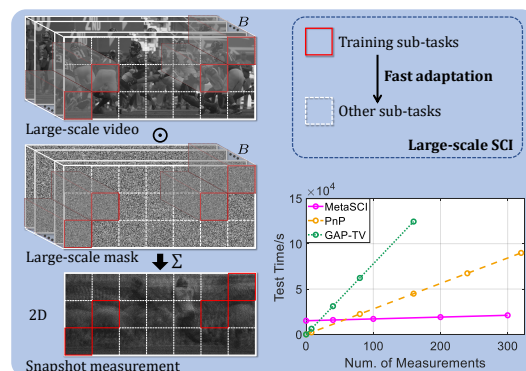 B
Large-scale video
⊙
B
Large-scale mask
Σ
2D
Snapshot measurement
Training sub-tasks
Fast adaptation
Other sub-tasks
Large-scale SCI
×10⁴
15
10
5
0
Test Time/s
MetaSCI
PnP
GAP-TV
0 100 200 300
Num. of Measurements